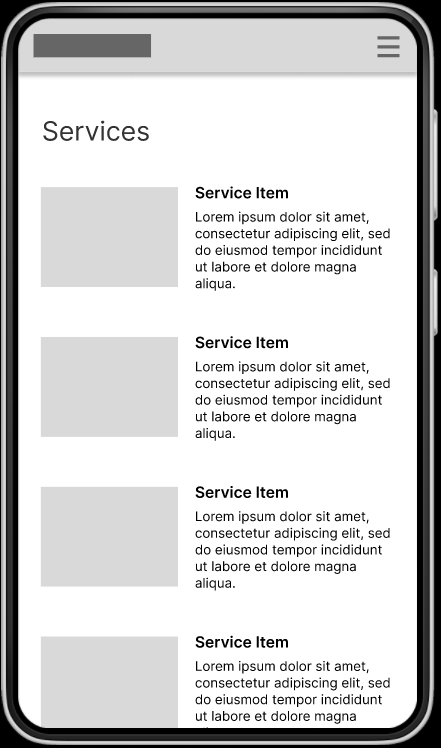 Services
Service Item
Lorem ipsum dolor sit amet,
consectetur adipiscing elit, sed
do eiusmod tempor incididunt
ut labore et dolore magna
aliqua.
Service Item
Lorem ipsum dolor sit amet,
consectetur adipiscing elit, sed
do eiusmod tempor incididunt
ut labore et dolore magna
aliqua.
Service Item
Lorem ipsum dolor sit amet,
consectetur adipiscing elit, sed
do eiusmod tempor incididunt
ut labore et dolore magna
aliqua.
Service Item
Lorem ipsum dolor sit amet,
consectetur adipiscing elit, sed
do eiusmod tempor incididunt
ut labore et dolore magna